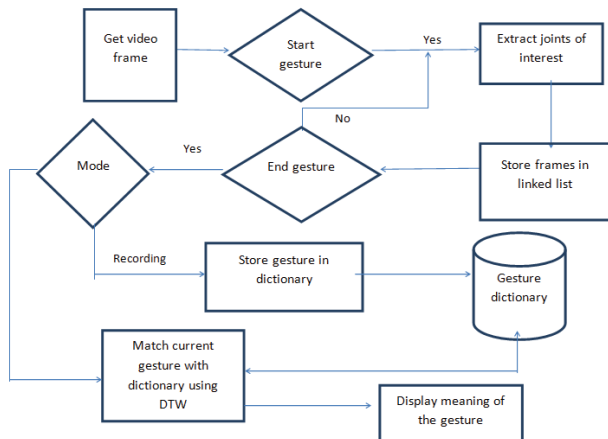 Get video
frame
Start
gesture
Yes
Extract joints of
interest
No
Mode
Yes
End gesture
Store frames in
linked list
Recording
Store gesture in
dictionary
Gesture
dictionary
Match current
gesture with
dictionary using
DTW
Display meaning of
the gesture